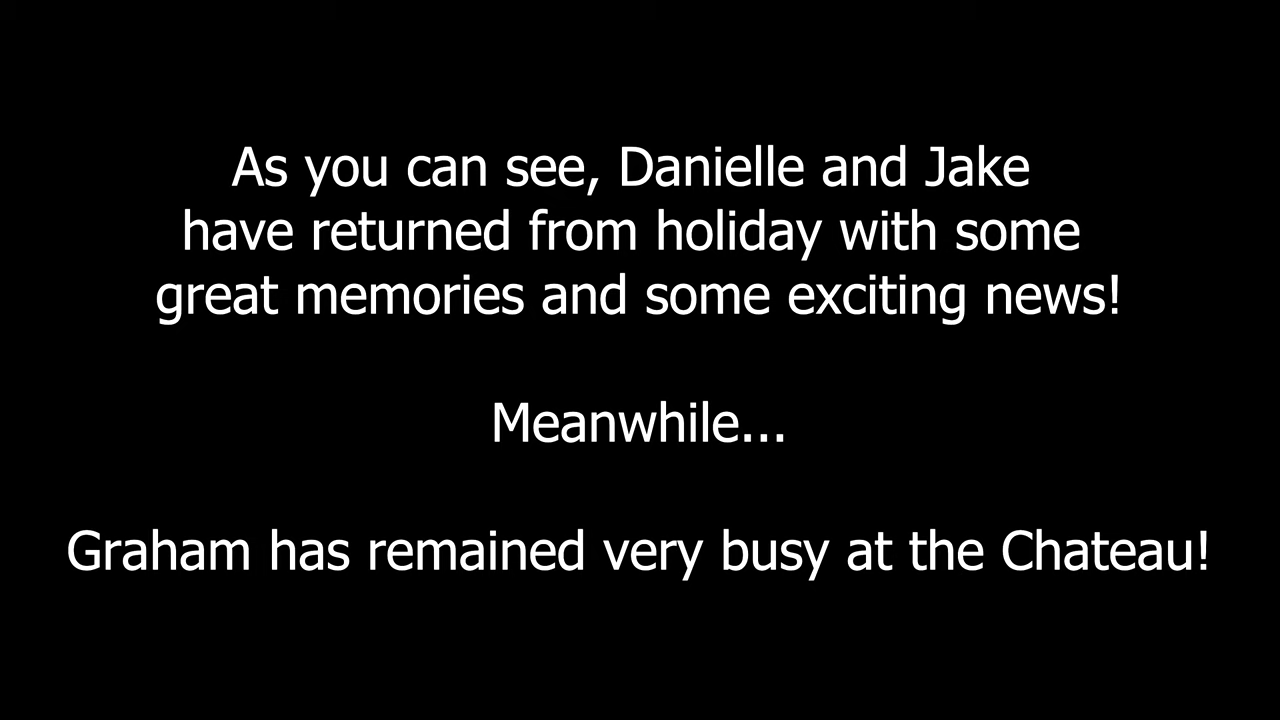 As you can see, Danielle and Jake
have returned from holiday with some
great memories and some exciting news!
Meanwhile...
Graham has remained very busy at the Chateau!